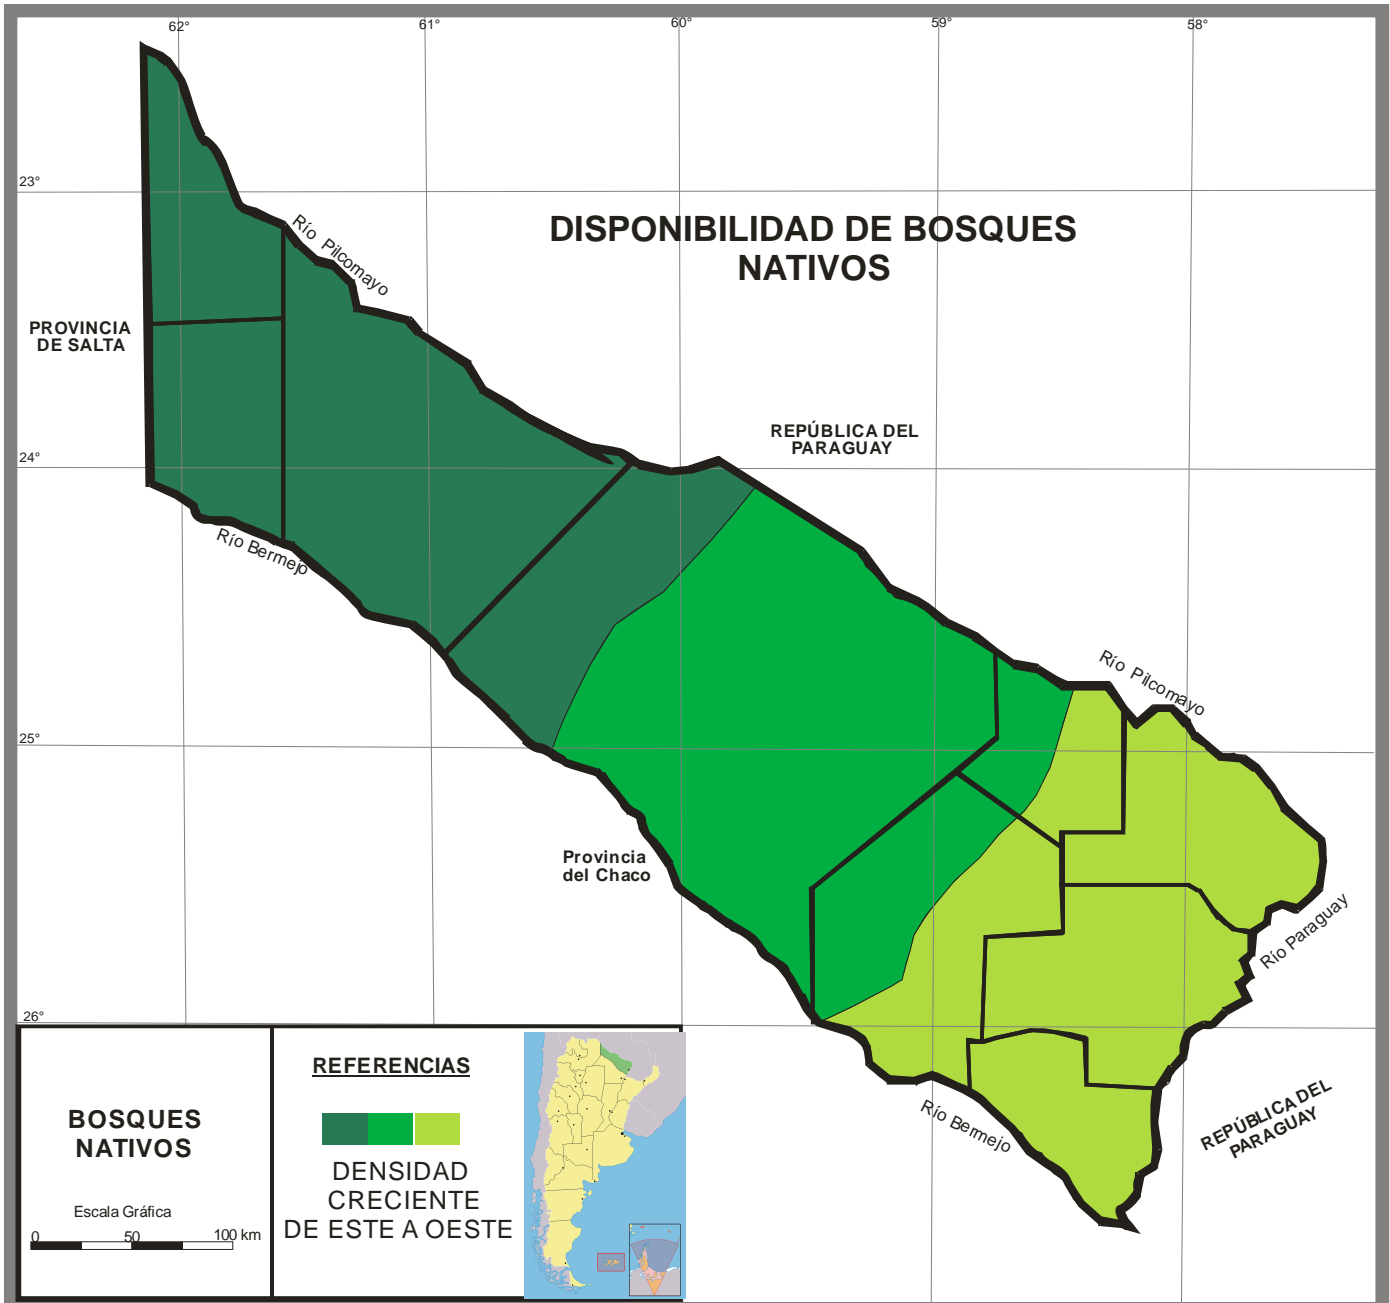 62°
61°
60°
59°
58°
23°
Río Pilcomayo
DISPONIBILIDAD DE BOSQUES
NATIVOS
PROVINCIA
DE SALTA
REPÚBLICA DEL
PARAGUAY
24°
Río Bermejo
Río Pilcomayo
25°
Provincia
del Chaco
Río Paraguay
26°
REFERENCIAS
BOSQUES
NATIVOS
Río Bermejo
REPÚBLICA DEL
PARAGUAY
DENSIDAD
CRECIENTE
DE ESTE A OESTE
Escala Gráfica
0 50 100 km